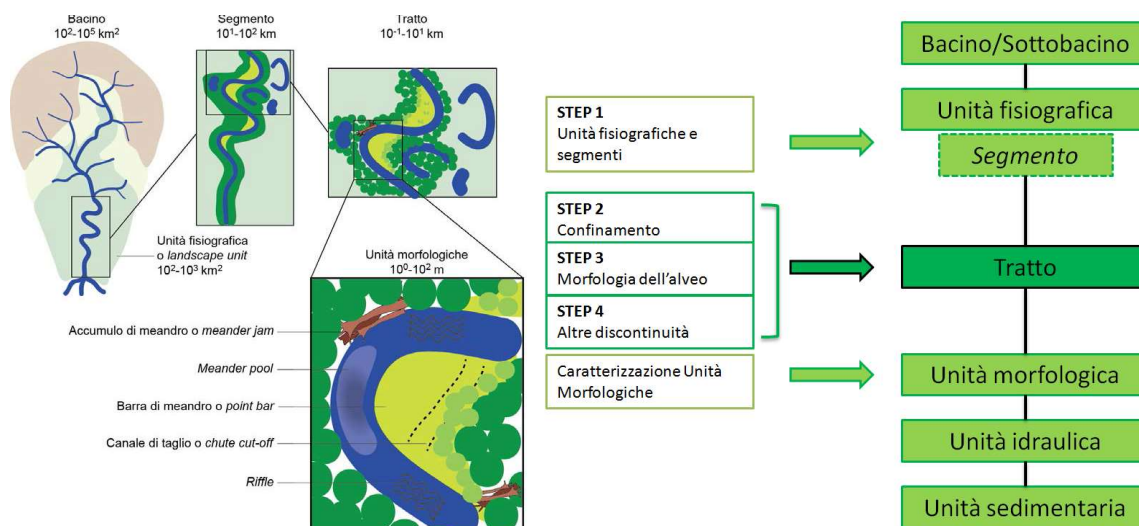 Bacino
10²-10⁵ km²
Segmento
10¹-10² km
Tratto
10⁻¹-10¹ km
Unità fisiografica
o landscape unit
10²-10³ km²
Unità morfologiche
10⁰-10² m
Accumulo di meandro o meander jam
Meander pool
Barra di meandro o point bar
Canale di taglio o chute cut-off
Riffle
STEP 1
Unità fisiografiche e
segmenti
STEP 2
Confinamento
STEP 3
Morfologia dell'alveo
STEP 4
Altre discontinuità
Caratterizzazione Unità
Morfologiche
Bacino/Sottobacino
Unità fisiografica
Segmento
Tratto
Unità morfologica
Unità idraulica
Unità sedimentaria